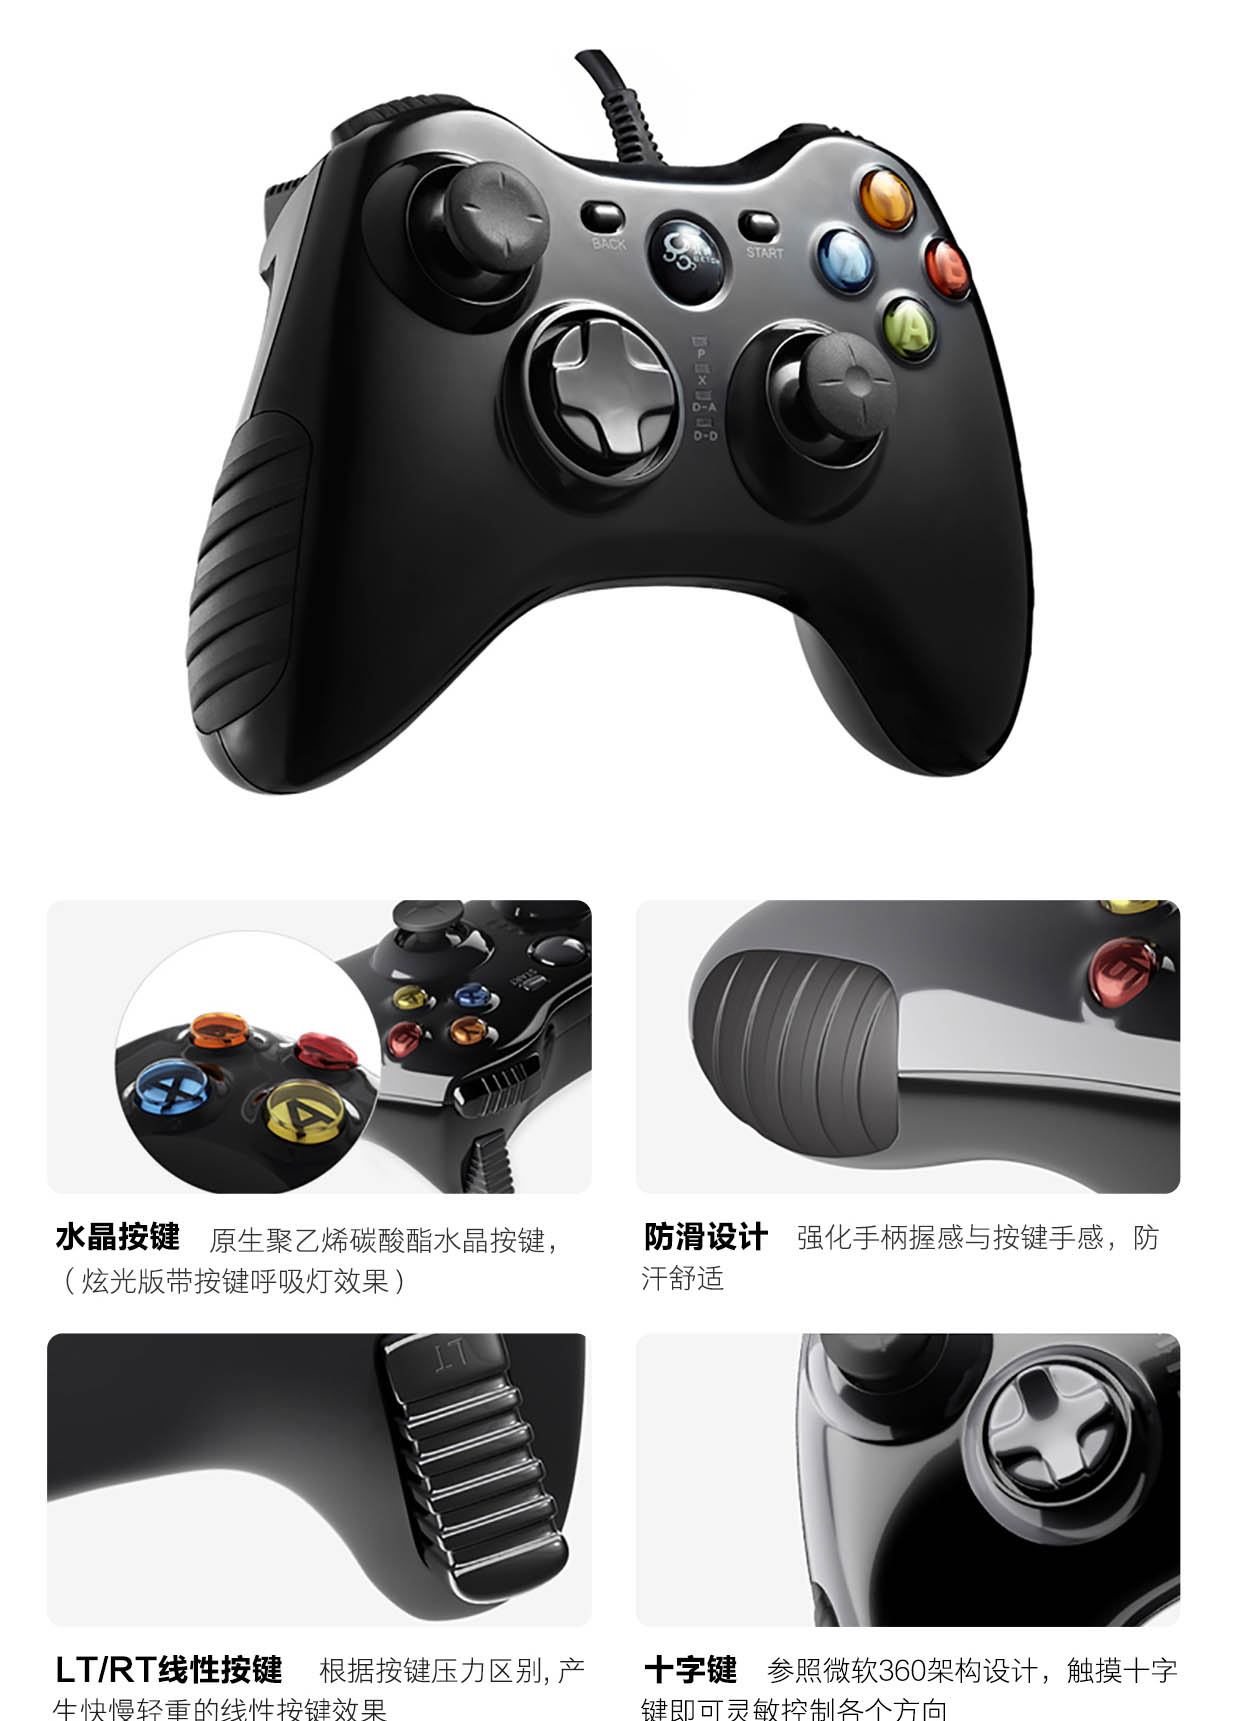 BACK
START
P
X
D-A
D-D
A
START
LT
水晶按键 原生聚乙烯碳酸酯水晶按键，
（炫光版带按键呼吸灯效果）
防滑设计 强化手柄握感与按键手感，防
汗舒适
LT/RT线性按键 根据按键压力区别,产
生快慢轻重的线性按键效果
十字键 参照微软360架构设计，触摸十字
键即可灵敏控制各个方向